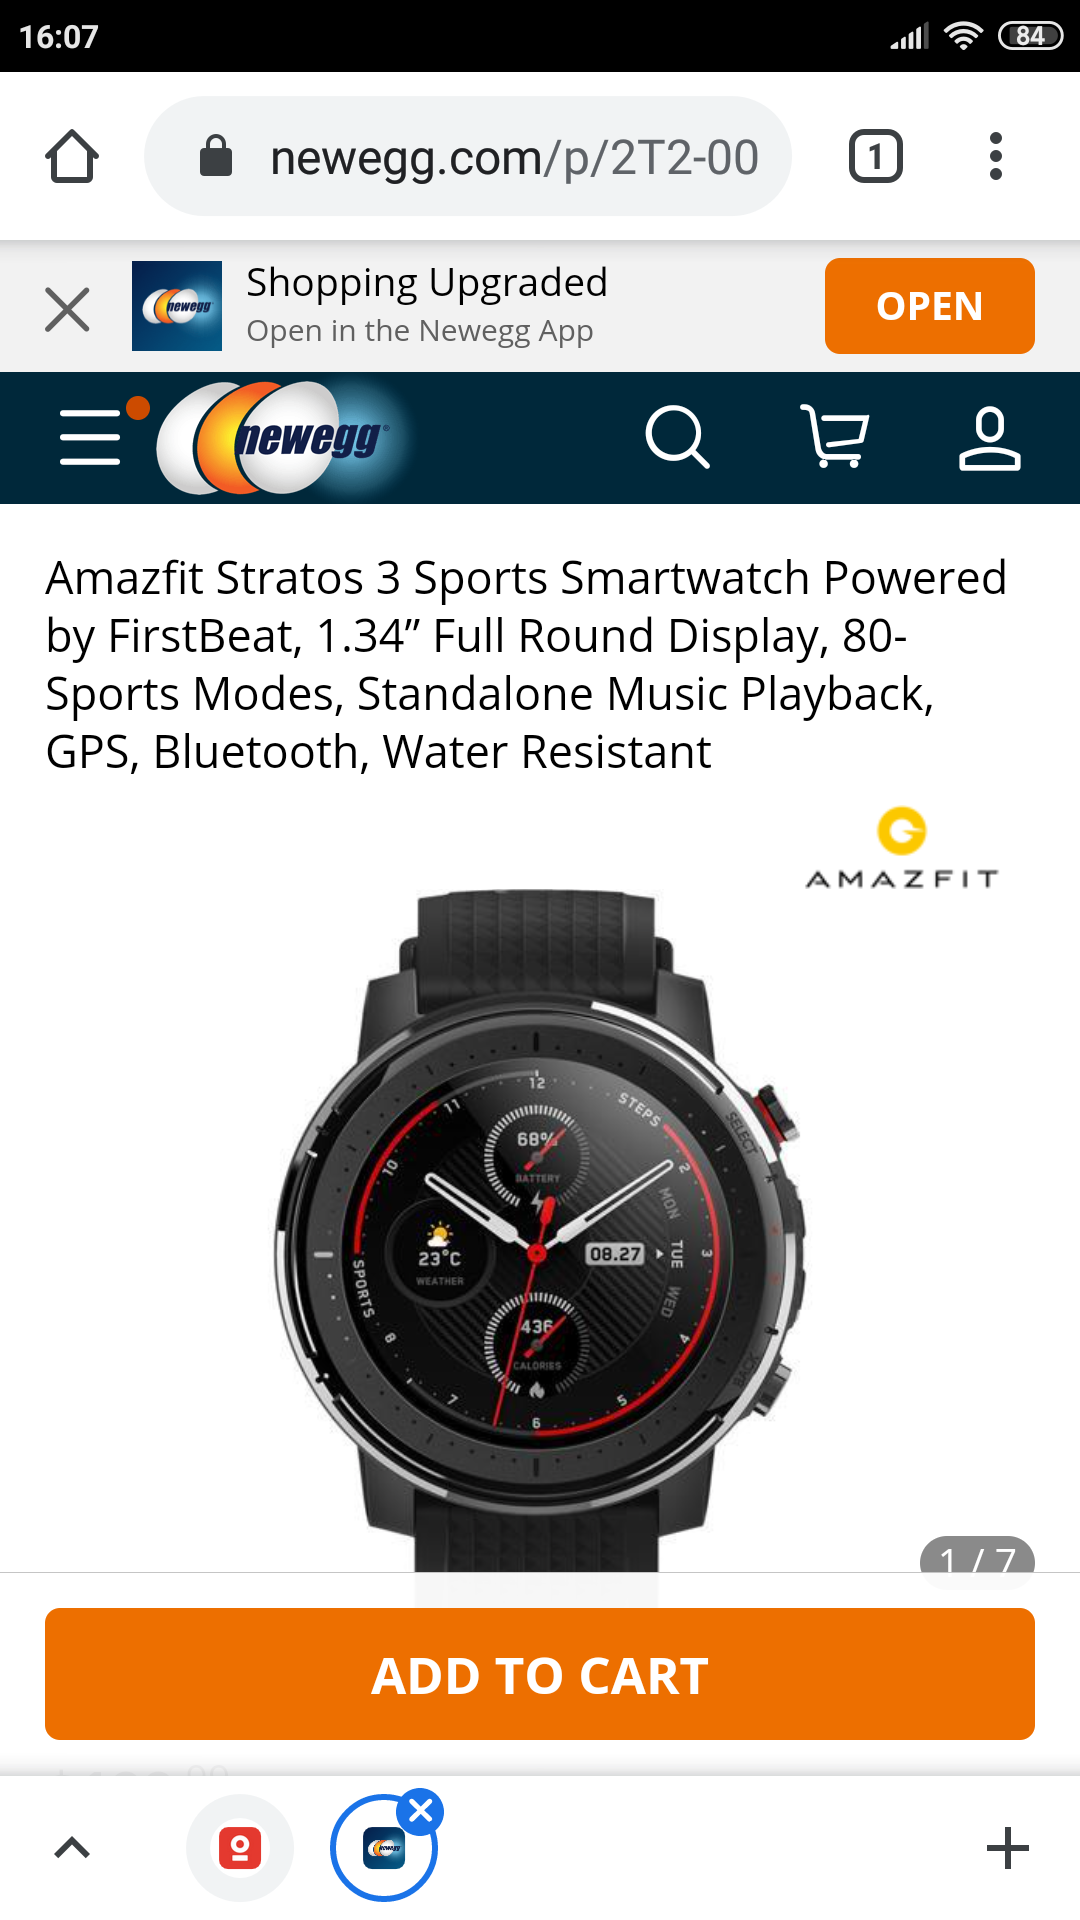 16:07
84
newegg.com/p/2T2-00
1
Shopping Upgraded
Open in the Newegg App
OPEN
newegg
newegg
Amazfit Stratos 3 Sports Smartwatch Powered
by FirstBeat, 1.34” Full Round Display, 80-
Sports Modes, Standalone Music Playback,
GPS, Bluetooth, Water Resistant
AMAZFIT
12
11
STEPS
SELECT
68%
BATTERY
10
2
MON
23°C
WEATHER
08.27
TUE
3
WED
SPORTS
8
436
CALORIES
4
BACK
7
5
6
1 / 7
ADD TO CART
newegg